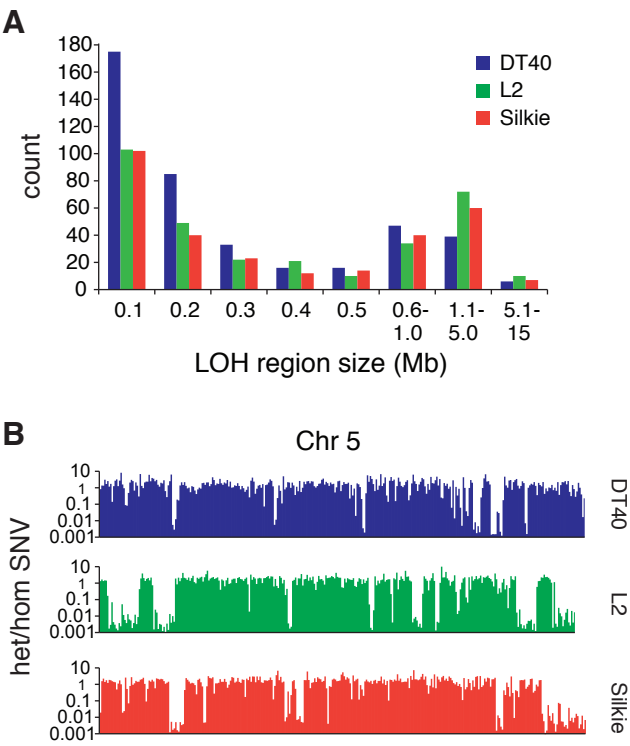 A
180
160
140
120
100
80
60
40
20
0
count
DT40
L2
Silkie
0.1 0.2 0.3 0.4 0.5 0.6-1.0 1.1-5.0 5.1-15
LOH region size (Mb)
B
Chr 5
het/hom SNV
10
1
0.1
0.01
0.001
DT40
10
1
0.1
0.01
0.001
L2
10
1
0.1
0.01
0.001
Silkie